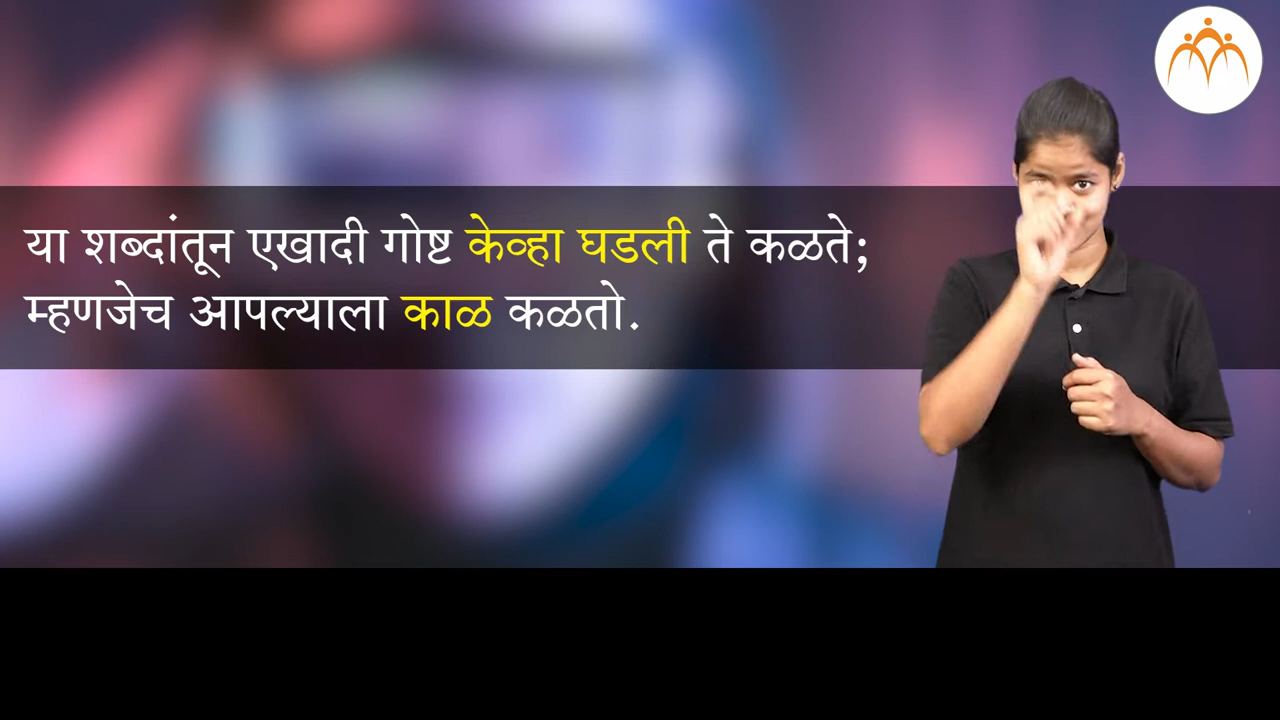 या शब्दांतून एखादी गोष्ट केव्हा घडली ते कळते;
म्हणजेच आपल्याला काळ कळतो.